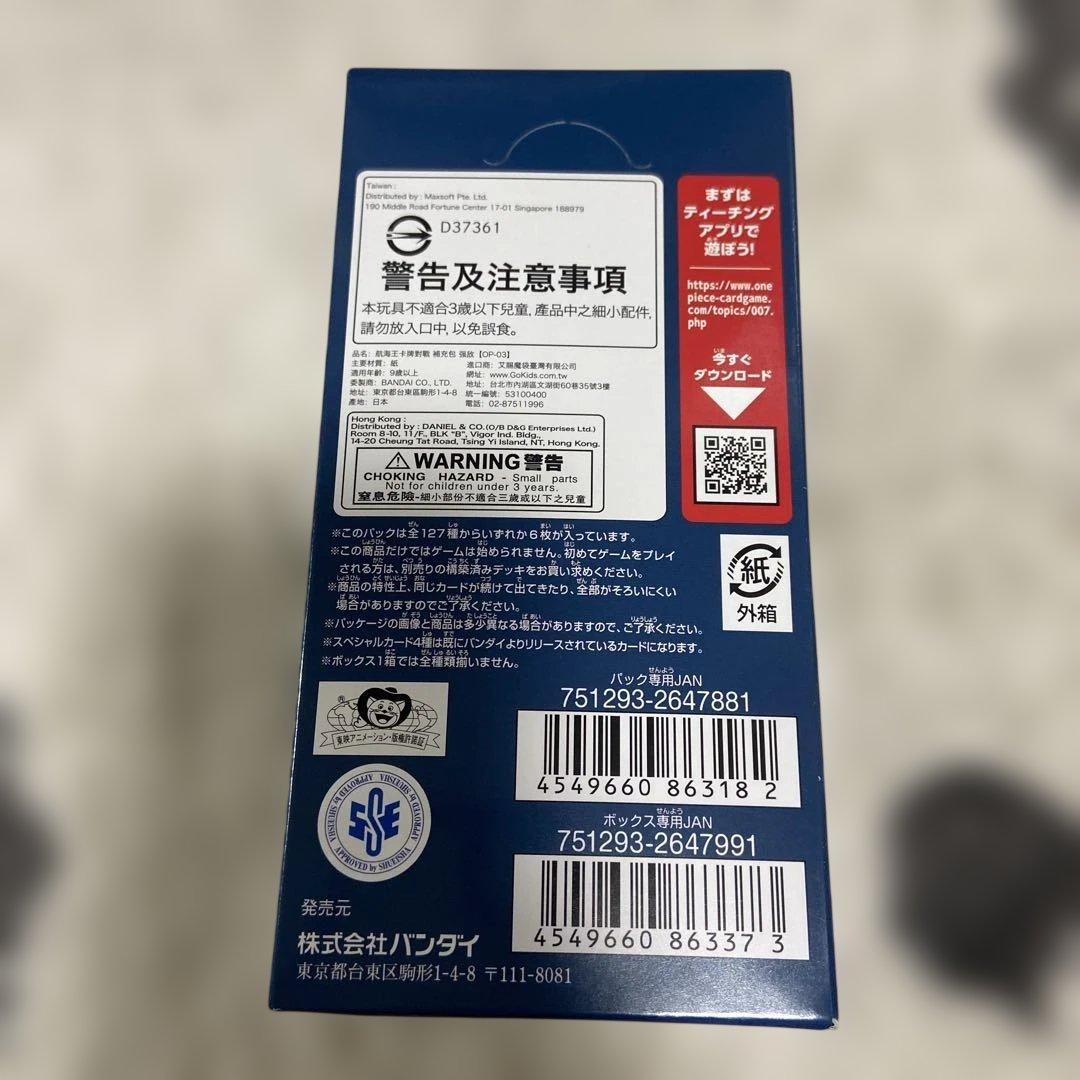 Taiwan :
Distributed by : Maxsoft Pte. Ltd.
190 Middle Road Fortune Center 17-01 Singapore 188979
D37361
警告及注意事項
本玩具不適合3歲以下兒童, 產品中之細小配件,
請勿放入口中, 以免誤食。
品名: 航海王卡牌對戰 補充包 强敌【OP-03】
主要材質: 紙
適用年齡: 9歲以上
委製商: BANDAI CO., LTD.
地址: 東京都台東區駒形1-4-8
產地: 日本
進口商: 艾賜魔袋臺灣有限公司
網址: www.GoKids.com.tw
地址: 台北市內湖區文湖街60巷35號3樓
統一編號: 53100400
電話: 02-87511996
Hong Kong :
Distributed by : DANIEL & CO.(O/B D&G Enterprises Ltd.)
Room 8-10, 11/F., BLK "B", Vigor Ind. Bldg.,
14-20 Cheung Tat Road, Tsing Yi Island, NT, Hong Kong.
WARNING 警告
CHOKING HAZARD - Small parts
Not for children under 3 years.
窒息危險-細小部份不適合三歲或以下之兒童
まずは
ティーチング
アプリで
遊ぼう!
https://www.one
piece-cardgame.
com/topics/007.
php
今すぐ
ダウンロード
※このパックは全127種からいずれか6枚が入っています。
※この商品だけではゲームは始められません。初めてゲームをプレイ
される方は、別売りの構築済みデッキをお買い求めください。
※商品の特性上、同じカードが続けて出てきたり、全部がそろいにくい
場合がありますのでご了承ください。
※パッケージの画像と商品は多少異なる場合がありますので、ご了承ください。
※スペシャルカード4種は既にバンダイよりリリースされているカードになります。
※ボックス1箱では全種類揃いません。
紙
外箱
パック専用JAN
751293-2647881
4549660 86318 2
ボックス専用JAN
751293-2647991
4549660 86337 3
®
東映アニメーション・版権許諾証
APPROVED by SHUEISHA APPROVED by SHUEISHA APPROVED by SHUEISHA
発売元
株式会社バンダイ
東京都台東区駒形1-4-8 〒111-8081